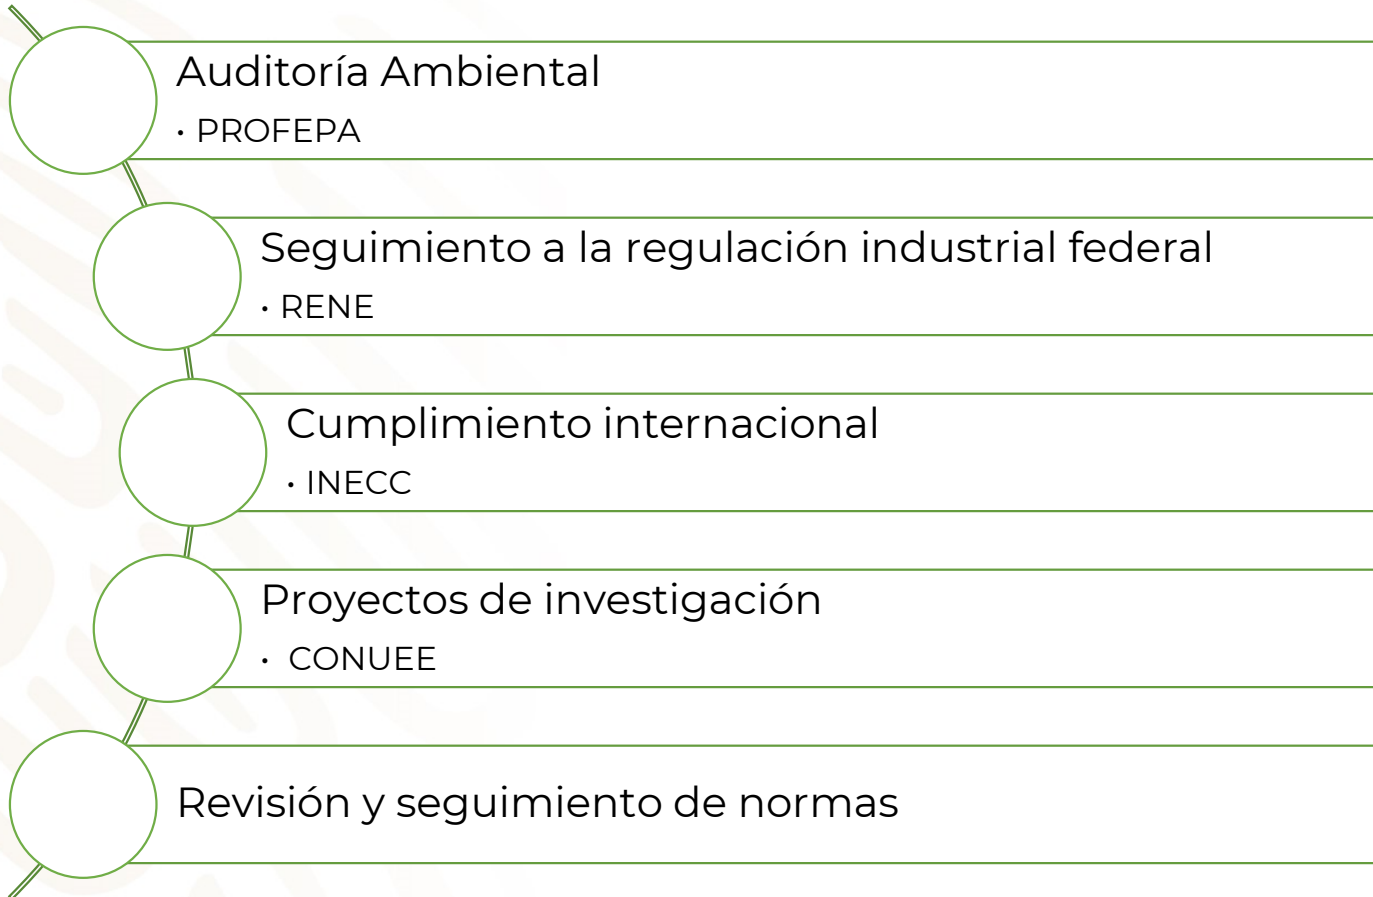 Auditoría Ambiental
• PROFEPA
Seguimiento a la regulación industrial federal
• RENE
Cumplimiento internacional
• INECC
Proyectos de investigación
• CONUEE
Revisión y seguimiento de normas